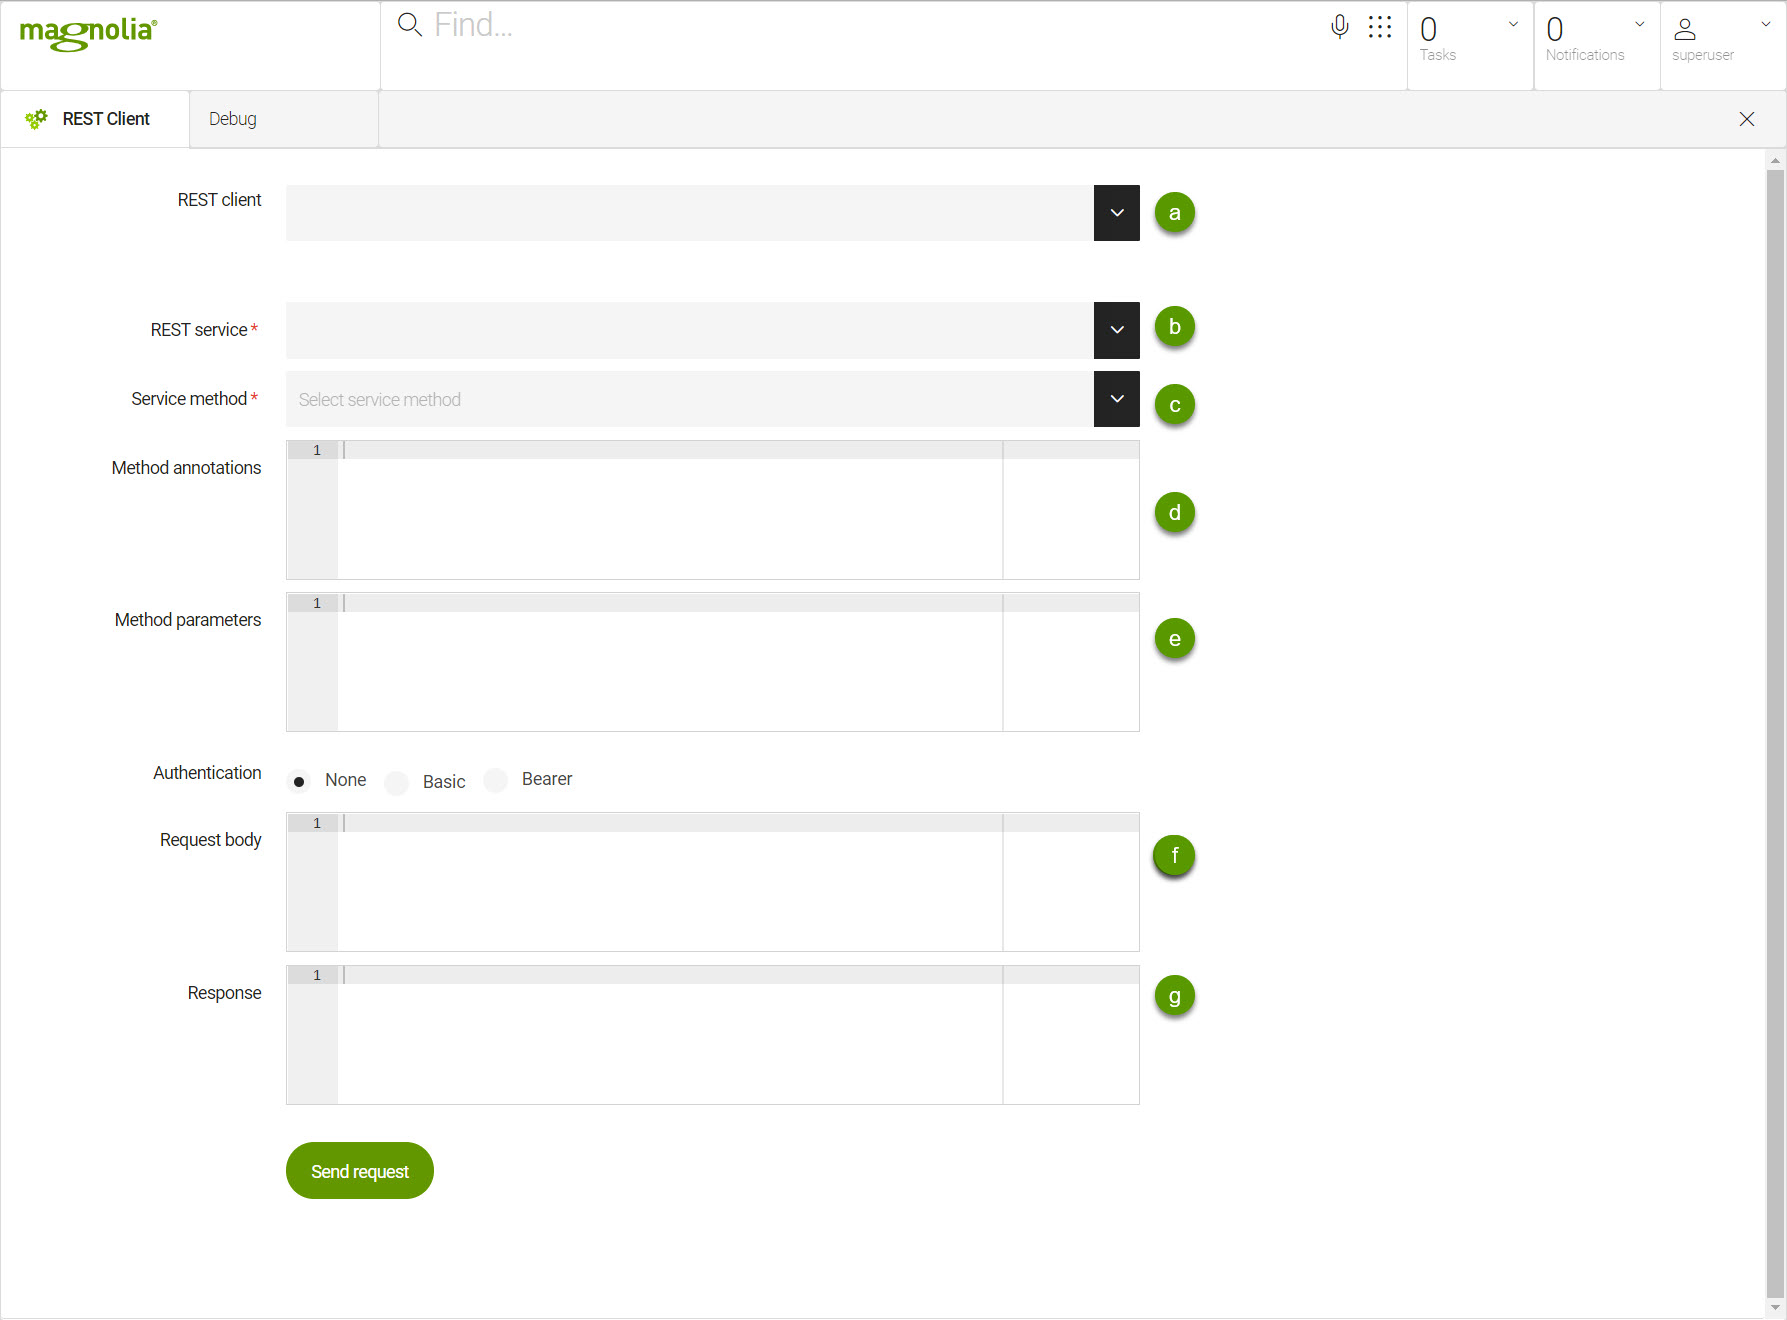 magnolia®
Find...
0
Tasks
0
Notifications
superuser
REST Client
Debug
REST client
a
REST service *
b
Service method *
Select service method
c
Method annotations
1
d
Method parameters
1
e
Authentication
None
Basic
Bearer
Request body
1
f
Response
1
g
Send request